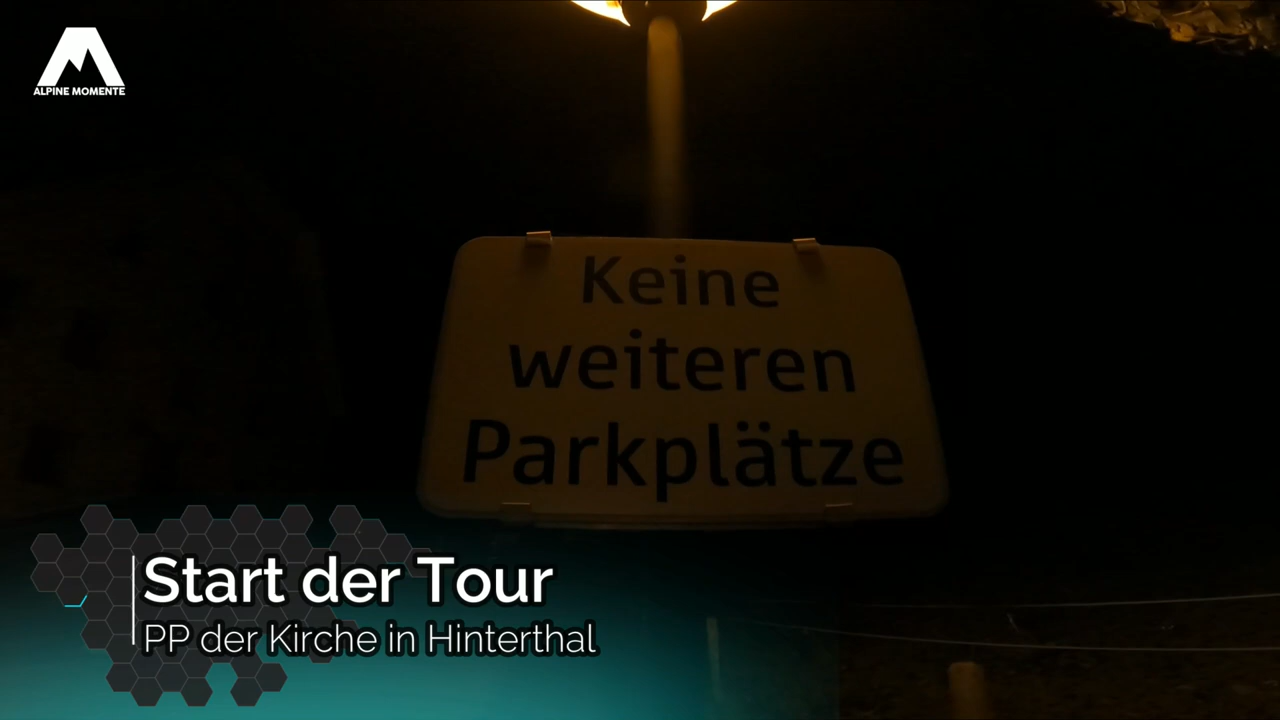 ALPINE MOMENTE
Keine
weiteren
Parkplätze
Start der Tour
PP der Kirche in Hinterthal